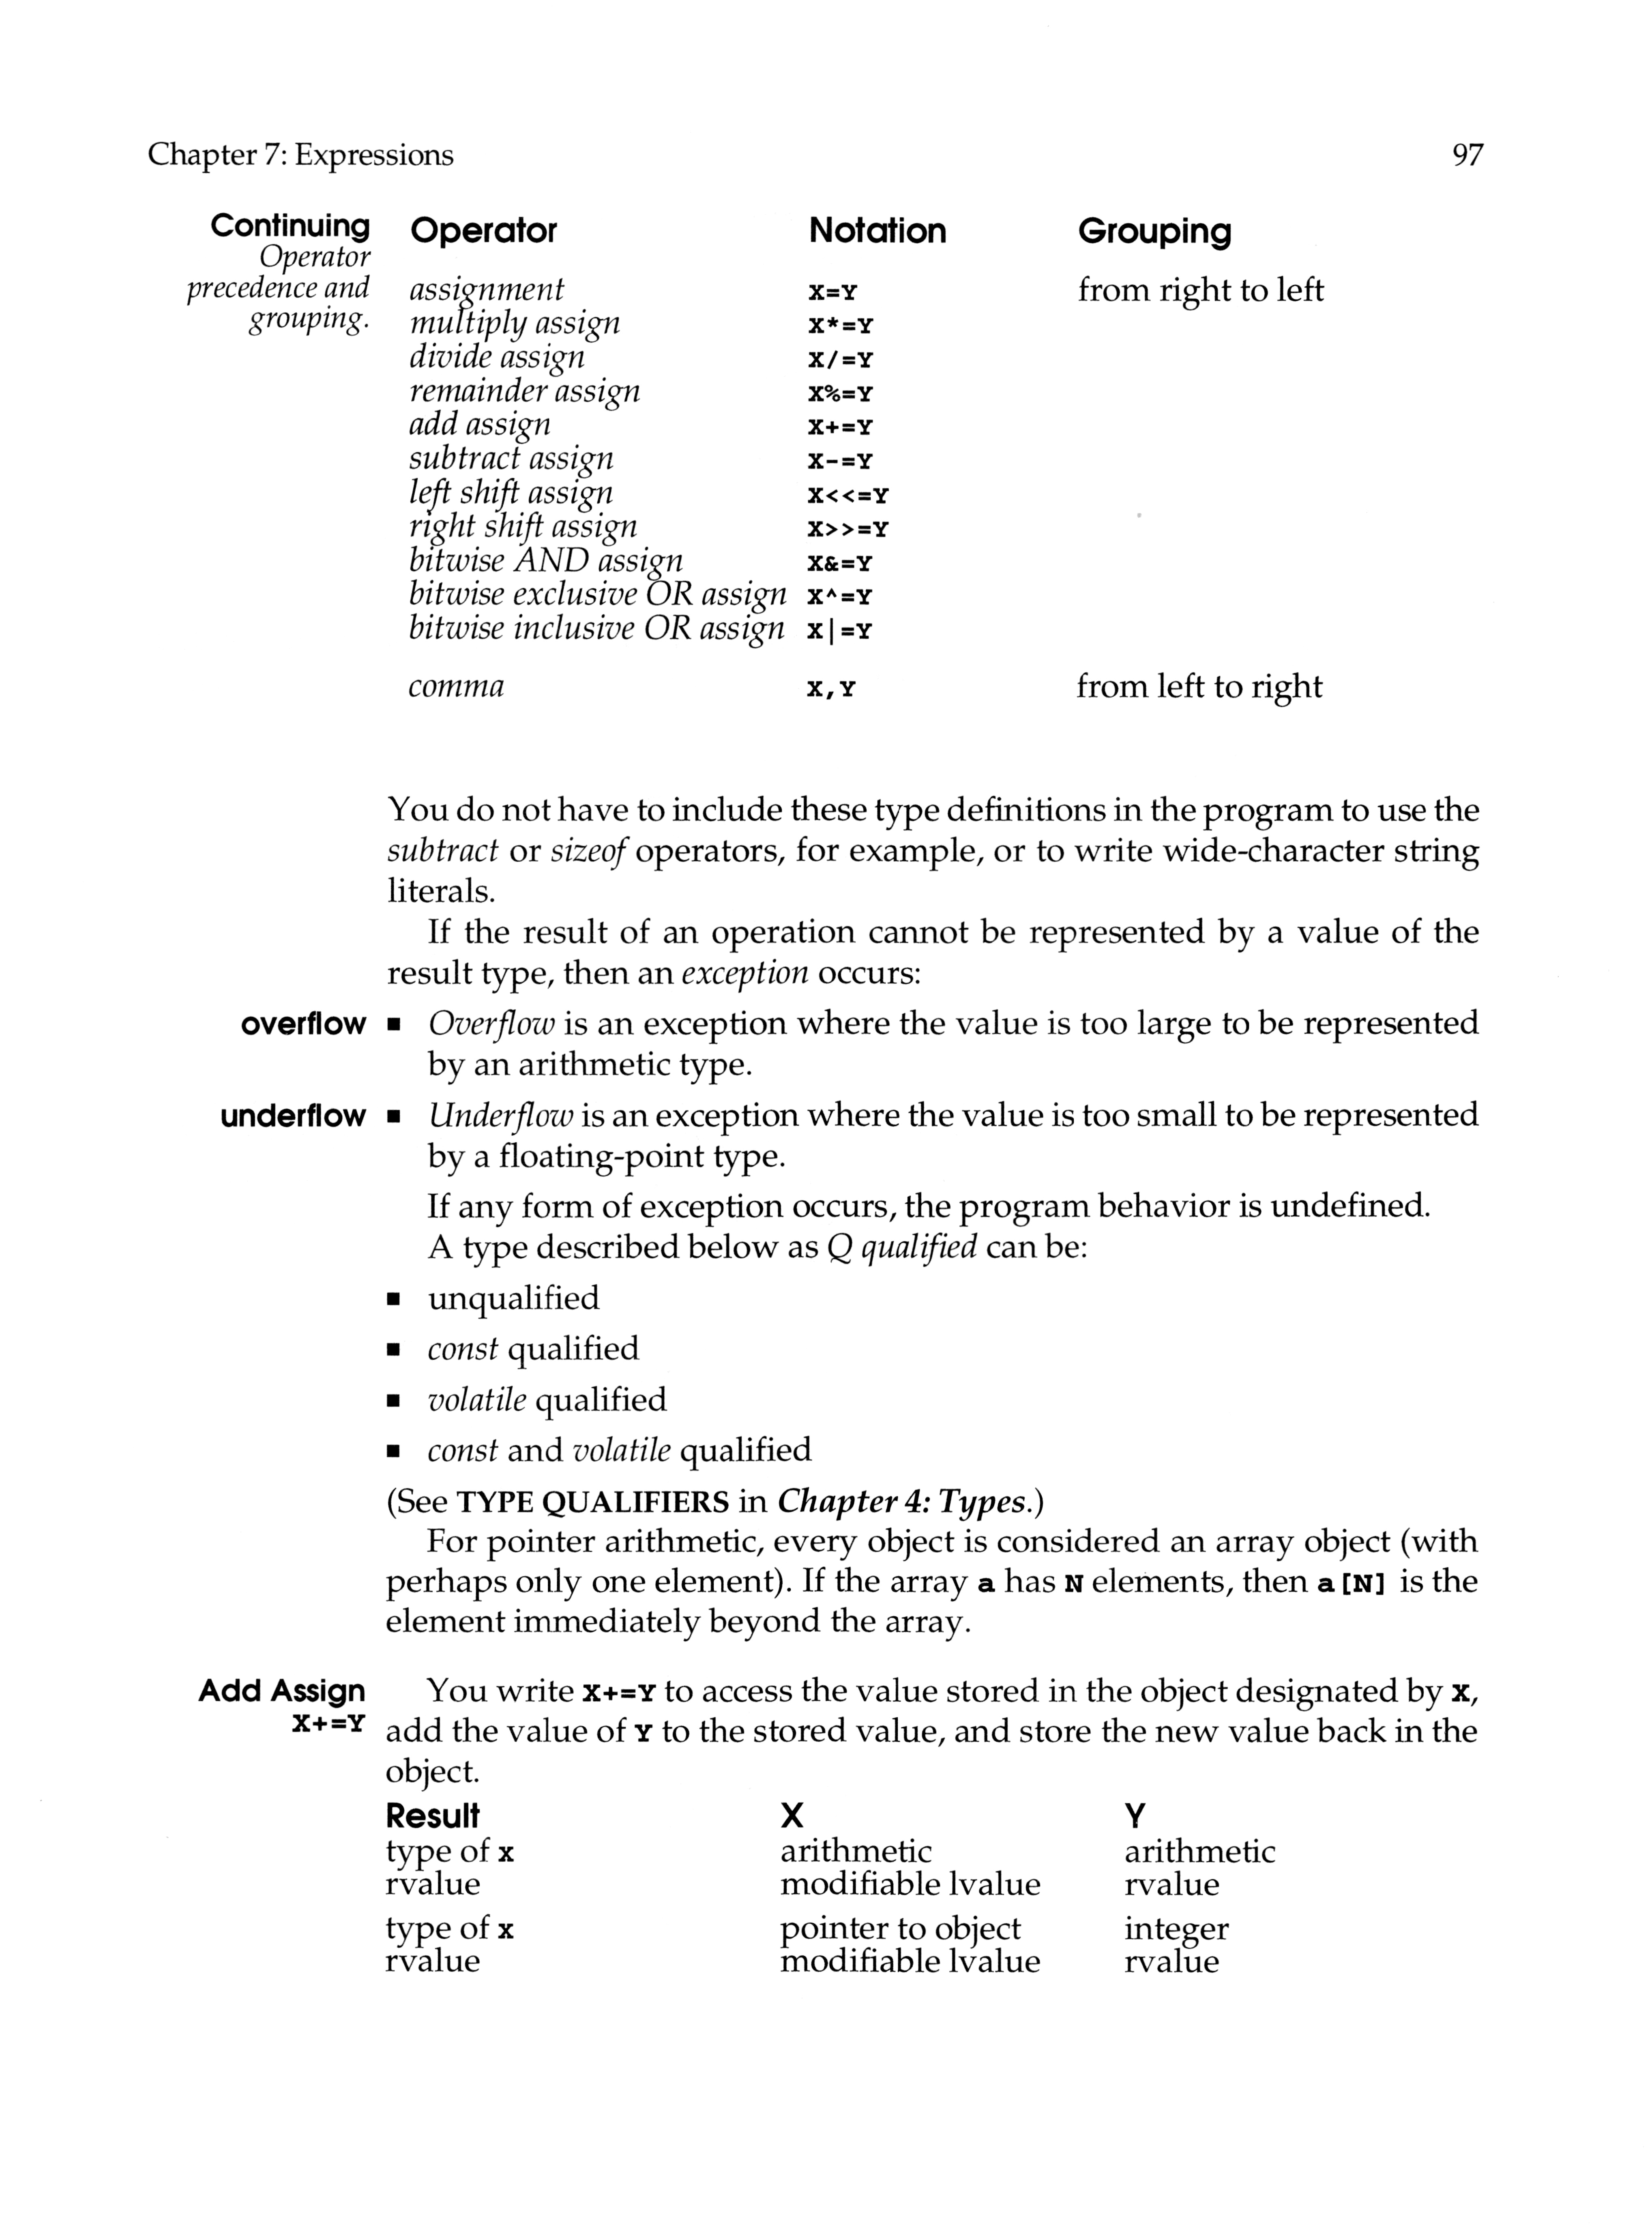 Chapter 7: Expressions 97
Continuing Operator Notation Grouping
Operator
precedence and assignment X=Y from right to left
grouping. multiply assign X*=Y
divide assign X/=Y
remainder assign X%=Y
add assign X+=Y
subtract assign X-=Y
left shift assign X<<=Y
right shift assign X>>=Y
bitwise AND assign X&=Y
bitwise exclusive OR assign X^=Y
bitwise inclusive OR assign X|=Y
comma X,Y from left to right
You do not have to include these type definitions in the program to use the
subtract or sizeof operators, for example, or to write wide-character string
literals.
If the result of an operation cannot be represented by a value of the
result type, then an exception occurs:
overflow ■ Overflow is an exception where the value is too large to be represented
by an arithmetic type.
underflow ■ Underflow is an exception where the value is too small to be represented
by a floating-point type.
If any form of exception occurs, the program behavior is undefined.
A type described below as Q qualified can be:
■ unqualified
■ const qualified
■ volatile qualified
■ const and volatile qualified
(See TYPE QUALIFIERS in Chapter 4: Types.)
For pointer arithmetic, every object is considered an array object (with
perhaps only one element). If the array a has N elements, then a[N] is the
element immediately beyond the array.
Add Assign You write X+=Y to access the value stored in the object designated by X,
X+=Y add the value of Y to the stored value, and store the new value back in the
object.
Result X Y
type of X arithmetic arithmetic
rvalue modifiable lvalue rvalue
type of X pointer to object integer
rvalue modifiable lvalue rvalue